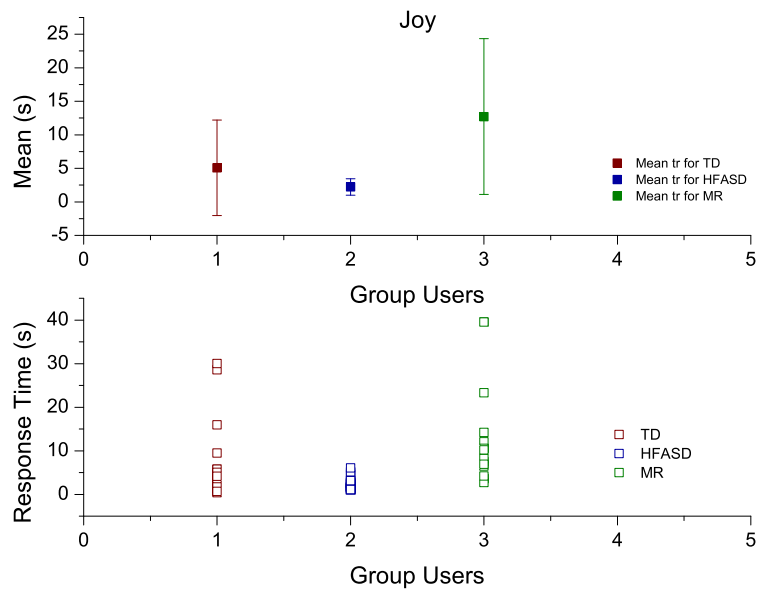 Joy
Mean (s)
25
20
15
10
5
0
-5
0 1 2 3 4 5
Group Users
Mean tr for TD
Mean tr for HFASD
Mean tr for MR
Response Time (s)
40
30
20
10
0
0 1 2 3 4 5
Group Users
TD
HFASD
MR